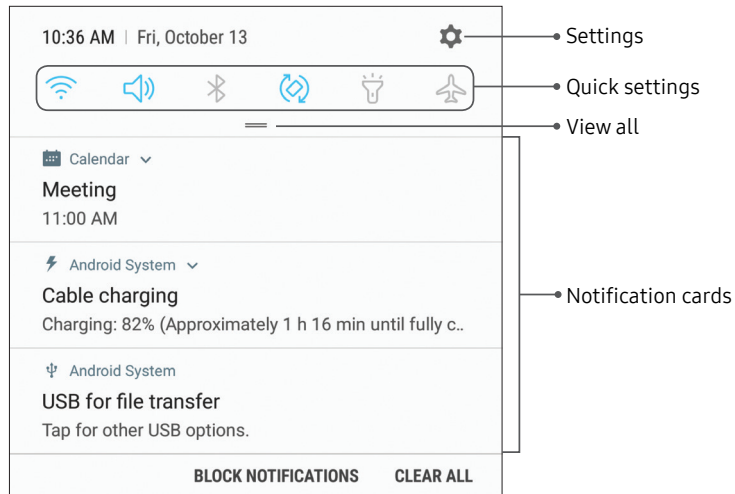 10:36 AM | Fri, October 13
Settings
Quick settings
View all
Calendar
Meeting
11:00 AM
Android System
Cable charging
Charging: 82% (Approximately 1 h 16 min until fully c..
Notification cards
Android System
USB for file transfer
Tap for other USB options.
BLOCK NOTIFICATIONS CLEAR ALL